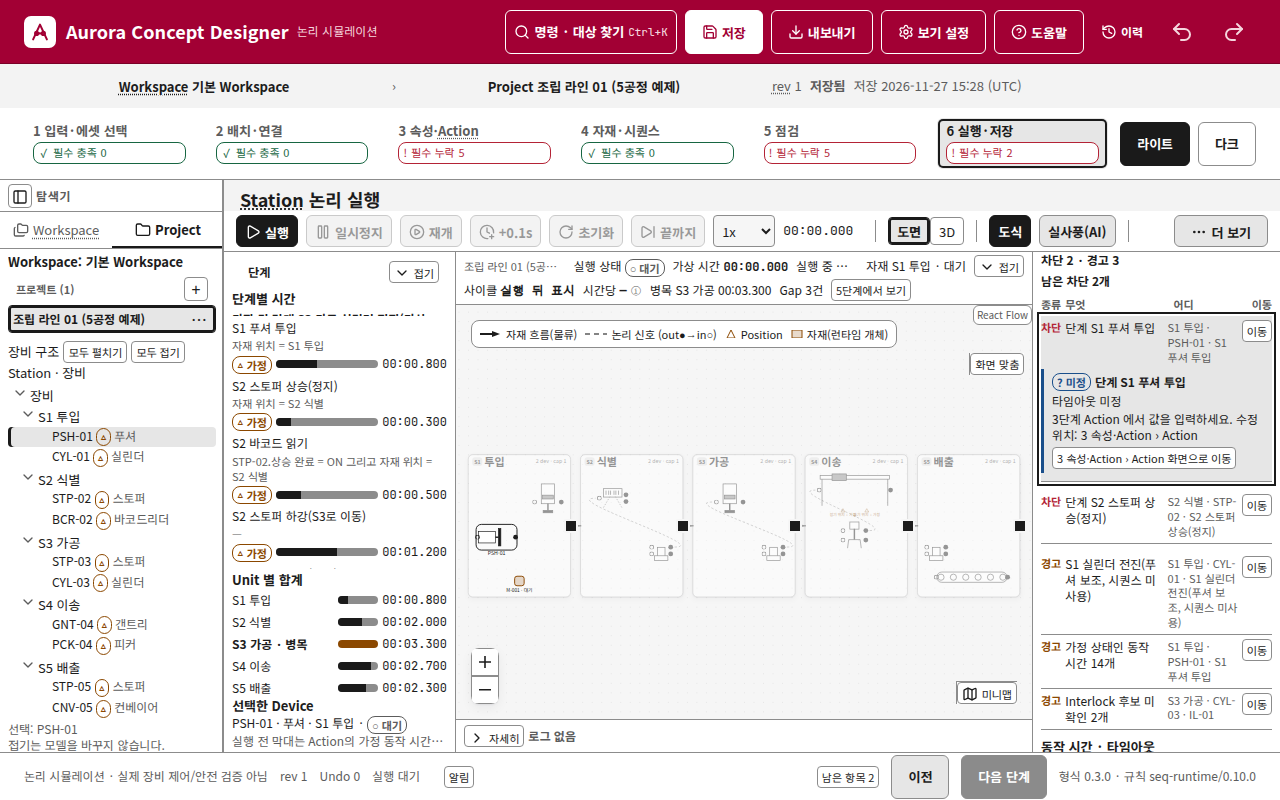 Aurora Concept Designer 논리 시뮬레이션
명령 · 대상 찾기 Ctrl+K
저장
내보내기
보기 설정
도움말
이력
Workspace 기본 Workspace
›
Project 조립 라인 01 (5공정 예제)
rev 1 저장됨 저장 2026-11-27 15:28 (UTC)
1 입력·에셋 선택
✓ 필수 충족 0
2 배치·연결
✓ 필수 충족 0
3 속성·Action
! 필수 누락 5
4 자재·시퀀스
✓ 필수 충족 0
5 점검
! 필수 누락 5
6 실행·저장
! 필수 누락 2
라이트
다크
탐색기
Workspace
Project
Workspace: 기본 Workspace
프로젝트 (1)
+
조립 라인 01 (5공정 예제)
···
장비 구조
모두 펼치기
모두 접기
Station · 장비
장비
S1 투입
PSH-01 푸셔
CYL-01 실린더
S2 식별
STP-02 스토퍼
BCR-02 바코드리더
S3 가공
STP-03 스토퍼
CYL-03 실린더
S4 이송
GNT-04 갠트리
PCK-04 피커
S5 배출
STP-05 스토퍼
CNV-05 컨베이어
선택: PSH-01
접기는 모델을 바꾸지 않습니다.
Station 논리 실행
실행
일시정지
재개
+0.1s
초기화
끝까지
1x
00:00.000
도면
3D
도식
실사풍(AI)
··· 더 보기
단계
접기
단계별 시간
S1 푸셔 투입
자재 위치 = S1 투입
△ 가정 00:00.800
S2 스토퍼 상승(정지)
자재 위치 = S2 식별
△ 가정 00:00.300
S2 바코드 읽기
STP-02.상승 완료 = ON 그리고 자재 위치 =
S2 식별
△ 가정 00:00.500
S2 스토퍼 하강(S3로 이동)
—
△ 가정 00:01.200
Unit 별 합계
S1 투입 00:00.800
S2 식별 00:02.000
S3 가공 · 병목 00:03.300
S4 이송 00:02.700
S5 배출 00:02.300
선택한 Device
PSH-01 · 푸셔 · S1 투입 · ○ 대기
실행 전 막대는 Action의 가정 동작 시간···
조립 라인 01 (5공··· 실행 상태 ○ 대기 가상 시간 00:00.000 실행 중 ··· 자재 S1 투입 · 대기
접기
사이클 실행 뒤 표시 시간당 — ⓘ 병목 S3 가공 00:03.300 Gap 3건
5단계에서 보기
React Flow
자재 흐름(물류) 논리 신호 (out●→in○) △ Position 자재(런타임 개체)
화면 맞춤
S1 투입 2 dev · cap 1
S2 식별 2 dev · cap 1
S3 가공 2 dev · cap 1
S4 이송 2 dev · cap 1
S5 배출 2 dev · cap 1
PSH-01
M-001 · 대기
+
−
미니맵
자세히
로그 없음
차단 2 · 경고 3
남은 차단 2개
종류 무엇 어디 이동
차단 단계 S1 푸셔 투입
S1 투입 ·
PSH-01 · S1
푸셔 투입
이동
? 미정 단계 S1 푸셔 투입
타임아웃 미정
3단계 Action 에서 값을 입력하세요. 수정
위치: 3 속성·Action › Action
3 속성·Action › Action 화면으로 이동
차단 단계 S2 스토퍼 상
승(정지)
S2 식별 · STP-
02 · S2 스토퍼
상승(정지)
이동
경고 S1 실린더 전진(푸
셔 보조, 시퀀스 미
사용)
S1 투입 · CYL-
01 · S1 실린더
전진(푸셔 보
조, 시퀀스 미사
용)
이동
경고 가정 상태인 동작
시간 14개
S1 투입 ·
PSH-01 · S1
푸셔 투입
이동
경고 Interlock 후보 미
확인 2개
S3 가공 · CYL-
03 · IL-01
이동
동작 시간 · 타임아웃
논리 시뮬레이션 · 실제 장비 제어/안전 검증 아님 rev 1 Undo 0 실행 대기
알림
남은 항목 2
이전
다음 단계
형식 0.3.0 · 규칙 seq-runtime/0.10.0